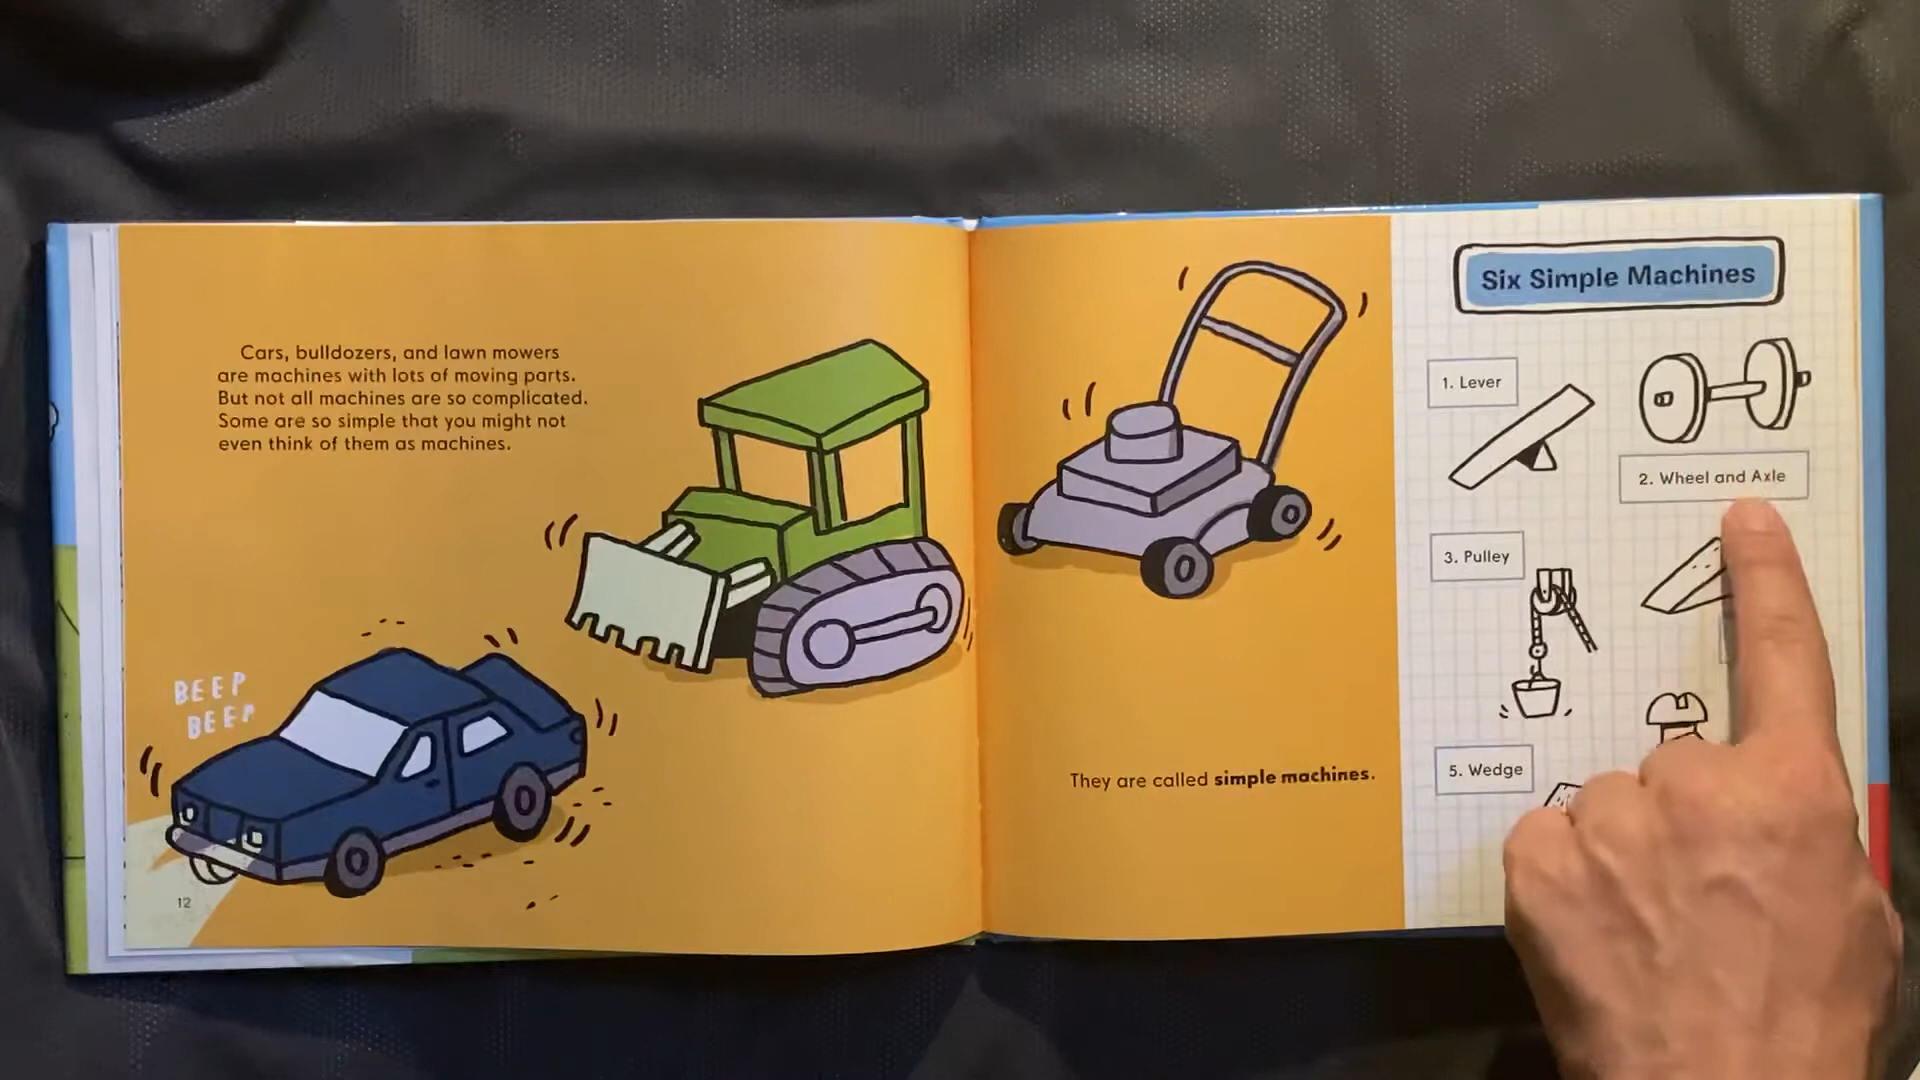 Cars, bulldozers, and lawn mowers
are machines with lots of moving parts.
But not all machines are so complicated.
Some are so simple that you might not
even think of them as machines.
BEEP
BEEP
12
They are called simple machines.
Six Simple Machines
1. Lever
2. Wheel and Axle
3. Pulley
5. Wedge